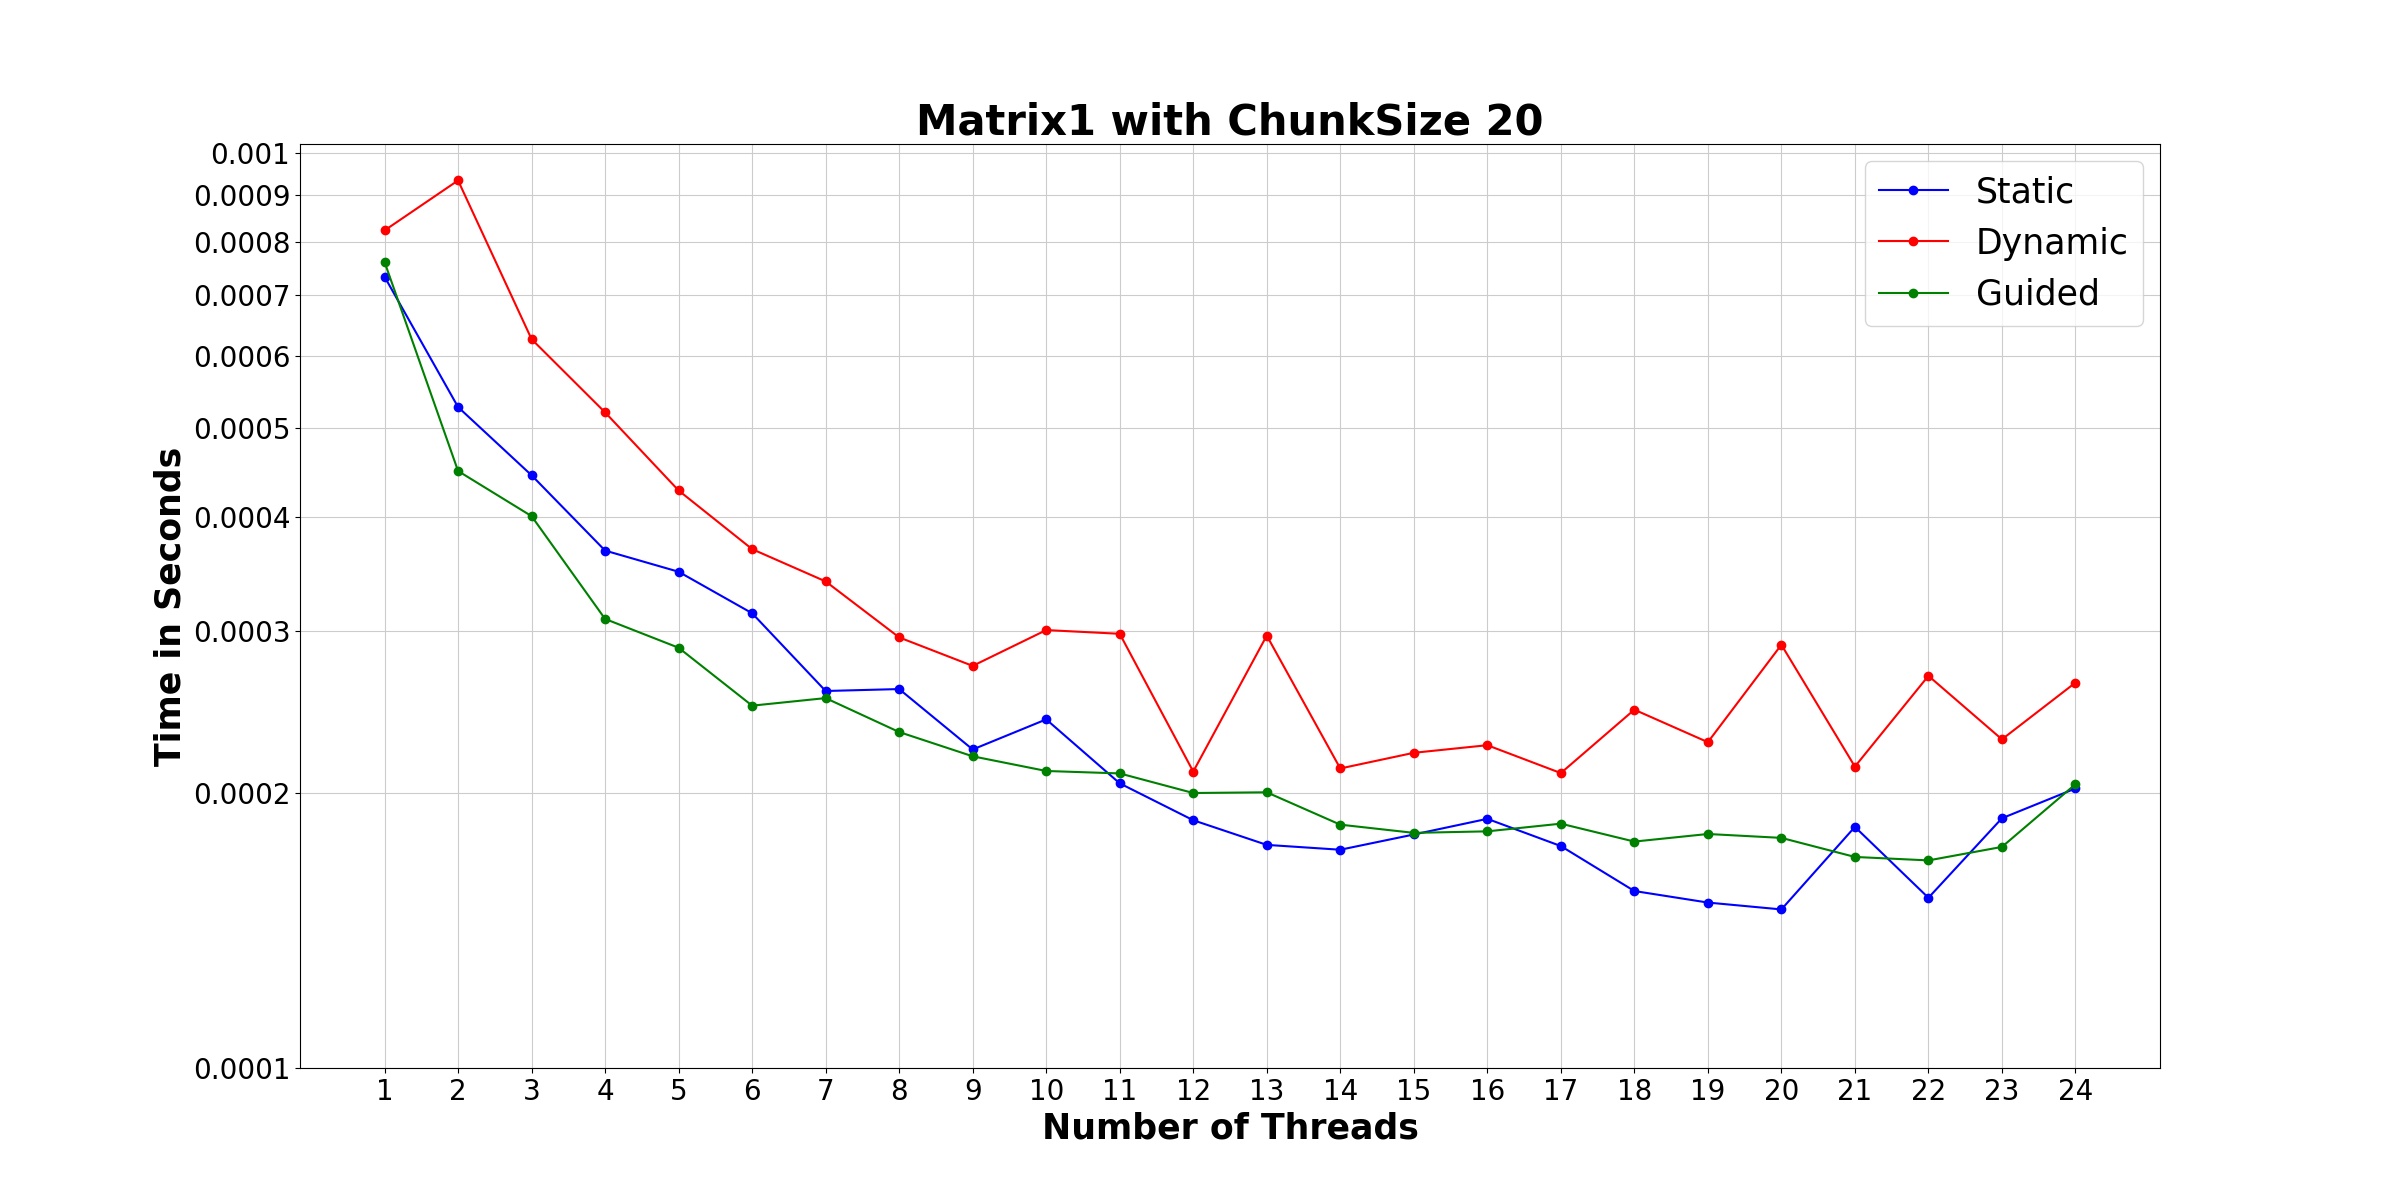 Matrix1 with ChunkSize 20
0.001
0.0009
0.0008
0.0007
0.0006
0.0005
0.0004
0.0003
0.0002
0.0001
Time in Seconds
Static
Dynamic
Guided
1 2 3 4 5 6 7 8 9 10 11 12 13 14 15 16 17 18 19 20 21 22 23 24
Number of Threads